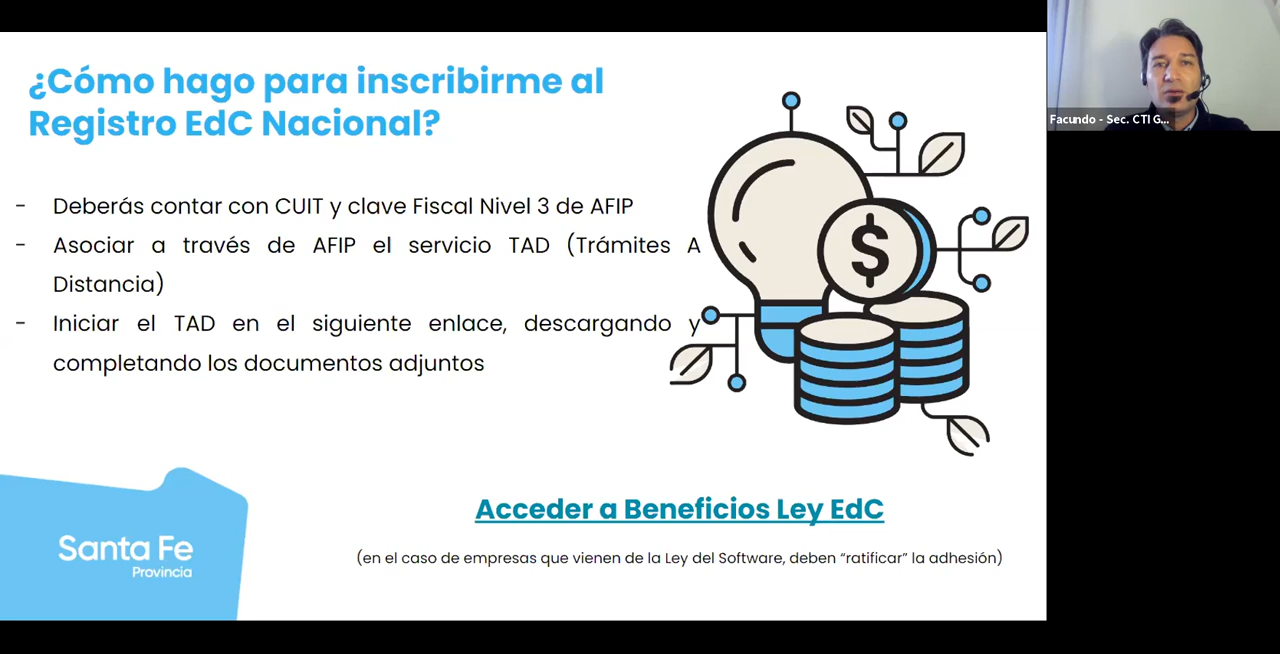 ¿Cómo hago para inscribirme al
Registro EdC Nacional?
- Deberás contar con CUIT y clave Fiscal Nivel 3 de AFIP
- Asociar a través de AFIP el servicio TAD (Trámites A
Distancia)
- Iniciar el TAD en el siguiente enlace, descargando y
completando los documentos adjuntos
$
Acceder a Beneficios Ley EdC
(en el caso de empresas que vienen de la Ley del Software, deben “ratificar” la adhesión)
Santa Fe
Provincia
Facundo - Sec. CTI G...